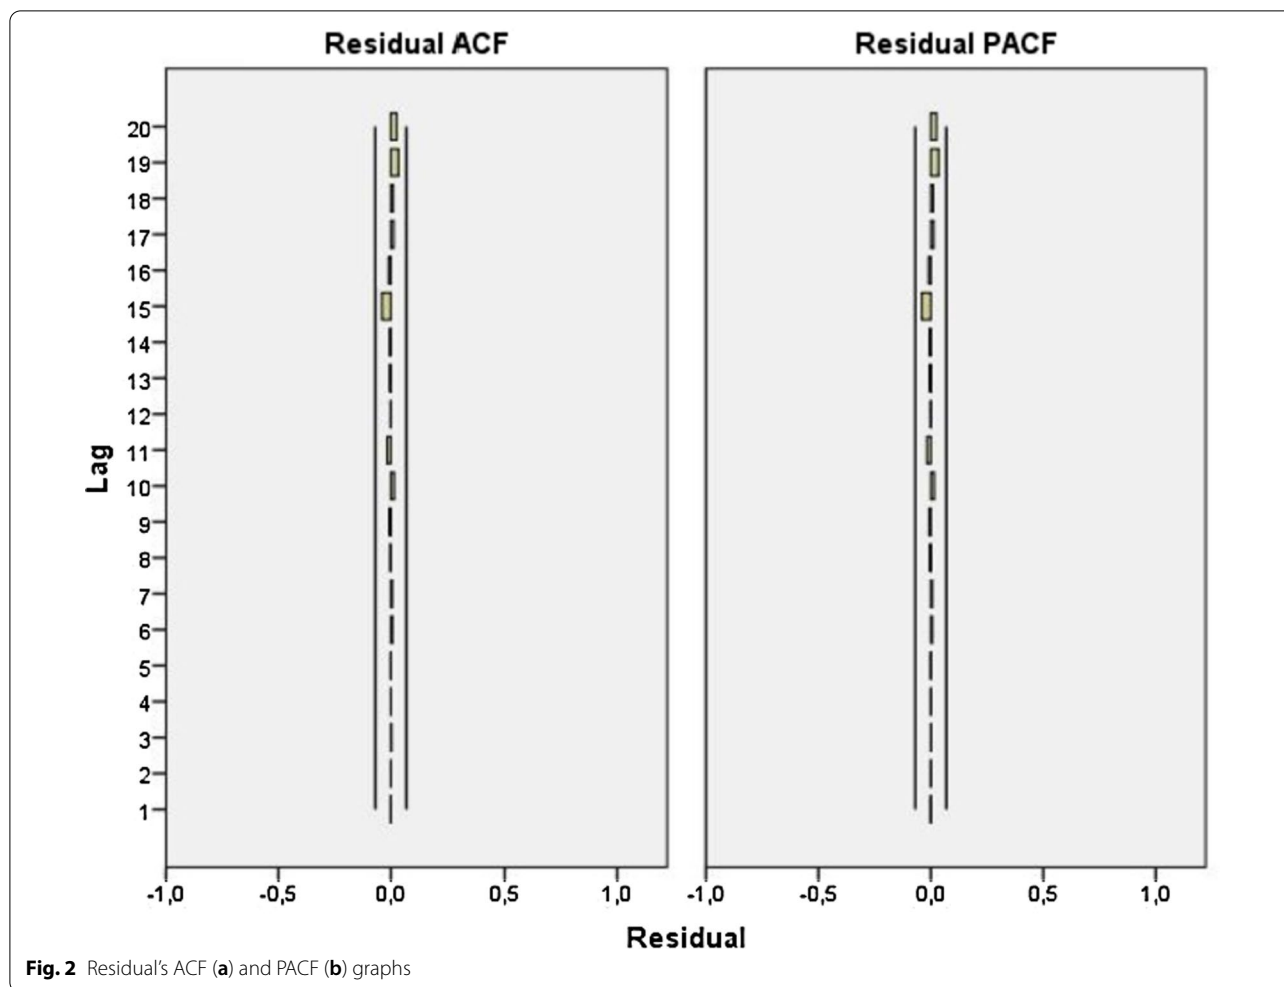 Residual ACF
Residual PACF
20
19
18
17
16
15
14
13
12
11
10
9
8
7
6
5
4
3
2
1
Lag
-1,0 -0,5 0,0 0,5 1,0
-1,0 -0,5 0,0 0,5 1,0
Residual
Fig. 2 Residual's ACF (a) and PACF (b) graphs